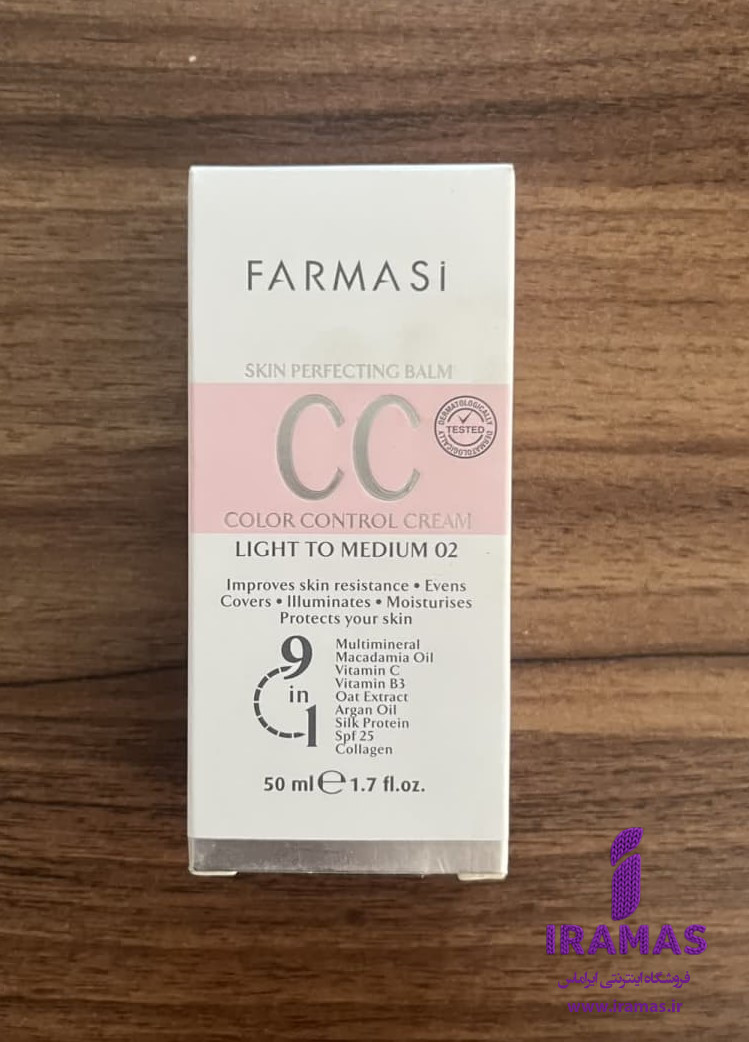 FARMASi
SKIN PERFECTING BALM
CC
DERMATOLOGICALLY
TESTED
DERMATOLOGICALLY
COLOR CONTROL CREAM
LIGHT TO MEDIUM 02
Improves skin resistance • Evens
Covers • Illuminates • Moisturises
Protects your skin
9
in
1
Multimineral
Macadamia Oil
Vitamin C
Vitamin B3
Oat Extract
Argan Oil
Silk Protein
Spf 25
Collagen
50 ml ℮ 1.7 fl.oz.
IRAMAS
فروشگاه اینترنتی ایراماس
www.iramas.ir